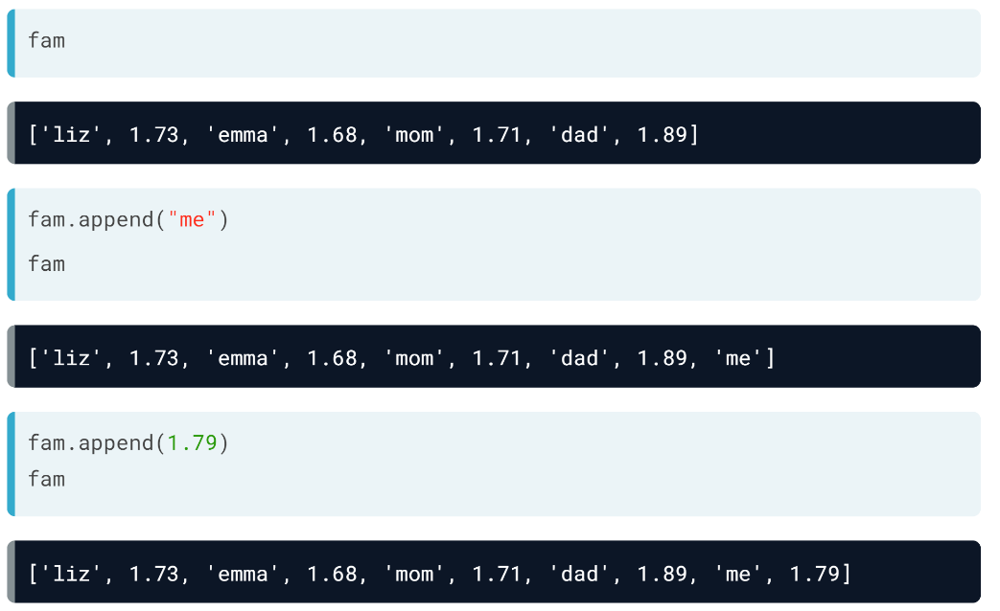 fam
['liz', 1.73, 'emma', 1.68, 'mom', 1.71, 'dad', 1.89]
fam.append("me")
fam
['liz', 1.73, 'emma', 1.68, 'mom', 1.71, 'dad', 1.89, 'me']
fam.append(1.79)
fam
['liz', 1.73, 'emma', 1.68, 'mom', 1.71, 'dad', 1.89, 'me', 1.79]